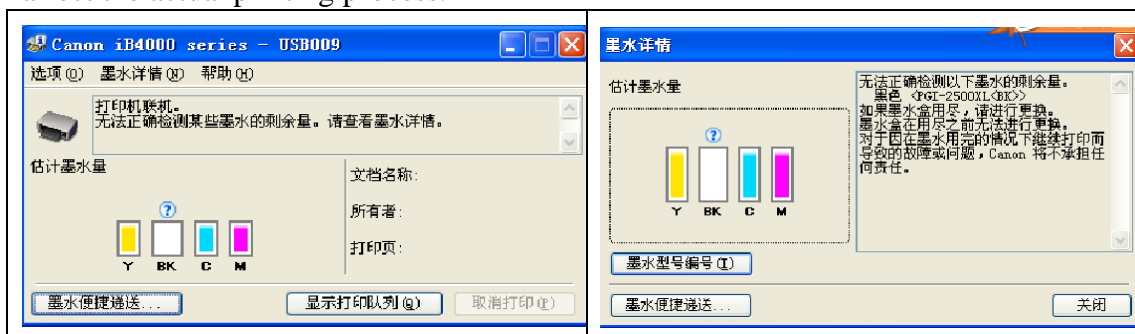 Canon iB4000 series - USB009
选项(O) 墨水详情(N) 帮助(H)
打印机联机。
无法正确检测某些墨水的剩余量。请查看墨水详情。
估计墨水量
文档名称:
所有者:
打印页:
?
Y BK C M
墨水便捷递送...
显示打印队列(Q)
取消打印(P)
墨水详情
估计墨水量
?
Y BK C M
无法正确检测以下墨水的剩余量。
黑色 <PGI-2500XL<BK>>
如果墨水盒用尽,请进行更换。
墨水盒在用尽之前无法进行更换。
对于因在墨水用完的情况下继续打印而
导致的故障或问题,Canon 将不承担任
何责任。
墨水型号编号(I)
墨水便捷递送...
关闭